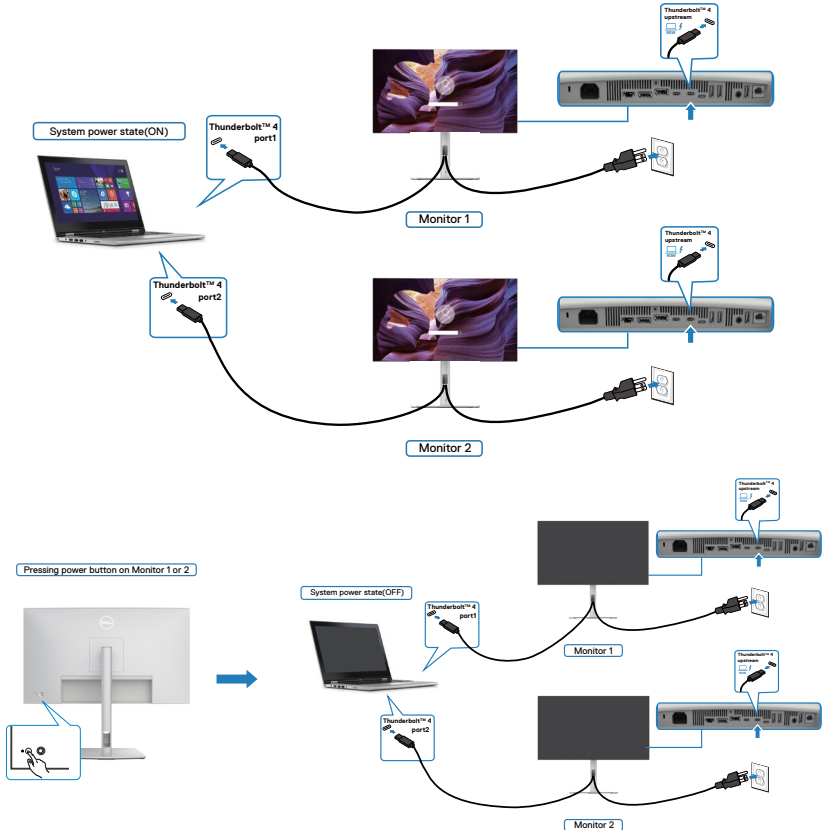 Thunderbolt™ 4
upstream
System power state(ON)
Thunderbolt™ 4
port1
Monitor 1
Thunderbolt™ 4
upstream
Thunderbolt™ 4
port2
Monitor 2
Thunderbolt™ 4
upstream
Pressing power button on Monitor 1 or 2
System power state(OFF)
Thunderbolt™ 4
port1
Monitor 1
Thunderbolt™ 4
upstream
Thunderbolt™ 4
port2
Monitor 2